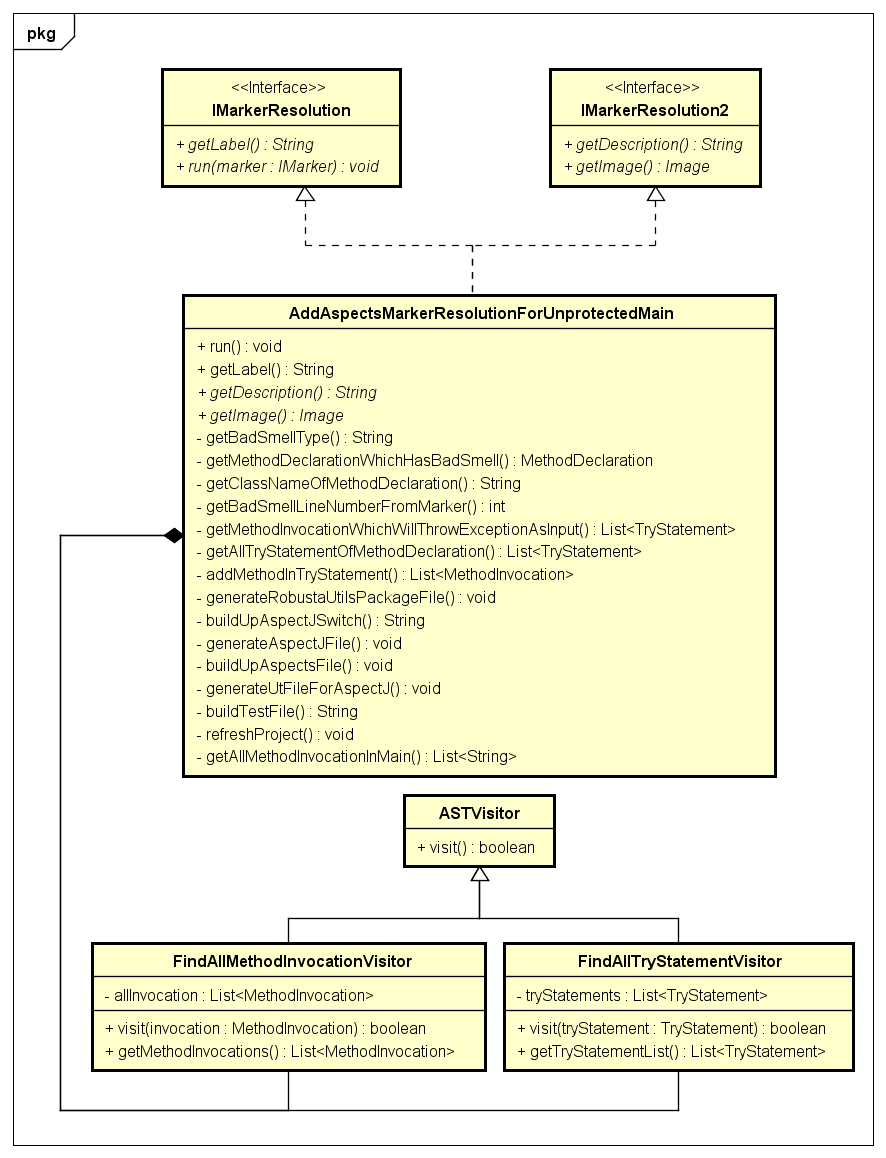 pkg
<<Interface>>
IMarkerResolution
+ getLabel() : String
+ run(marker : IMarker) : void
<<Interface>>
IMarkerResolution2
+ getDescription() : String
+ getImage() : Image
AddAspectsMarkerResolutionForUnprotectedMain
+ run() : void
+ getLabel() : String
+ getDescription() : String
+ getImage() : Image
- getBadSmellType() : String
- getMethodDeclarationWhichHasBadSmell() : MethodDeclaration
- getClassNameOfMethodDeclaration() : String
- getBadSmellLineNumberFromMarker() : int
- getMethodInvocationWhichWillThrowExceptionAsInput() : List<TryStatement>
- getAllTryStatementOfMethodDeclaration() : List<TryStatement>
- addMethodInTryStatement() : List<MethodInvocation>
- generateRobustaUtilsPackageFile() : void
- buildUpAspectJSwitch() : String
- generateAspectJFile() : void
- buildUpAspectsFile() : void
- generateUtFileForAspectJ() : void
- buildTestFile() : String
- refreshProject() : void
- getAllMethodInvocationInMain() : List<String>
ASTVisitor
+ visit() : boolean
FindAllMethodInvocationVisitor
- allInvocation : List<MethodInvocation>
+ visit(invocation : MethodInvocation) : boolean
+ getMethodInvocations() : List<MethodInvocation>
FindAllTryStatementVisitor
- tryStatements : List<TryStatement>
+ visit(tryStatement : TryStatement) : boolean
+ getTryStatementList() : List<TryStatement>